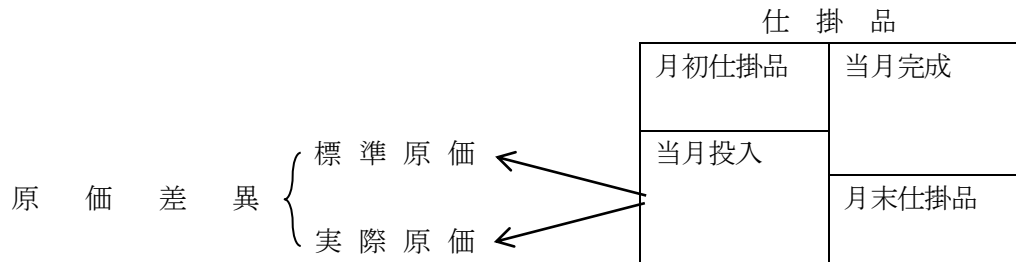 仕掛品
月初仕掛品 当月完成
標準原価 当月投入
原価差異 月末仕掛品
実際原価